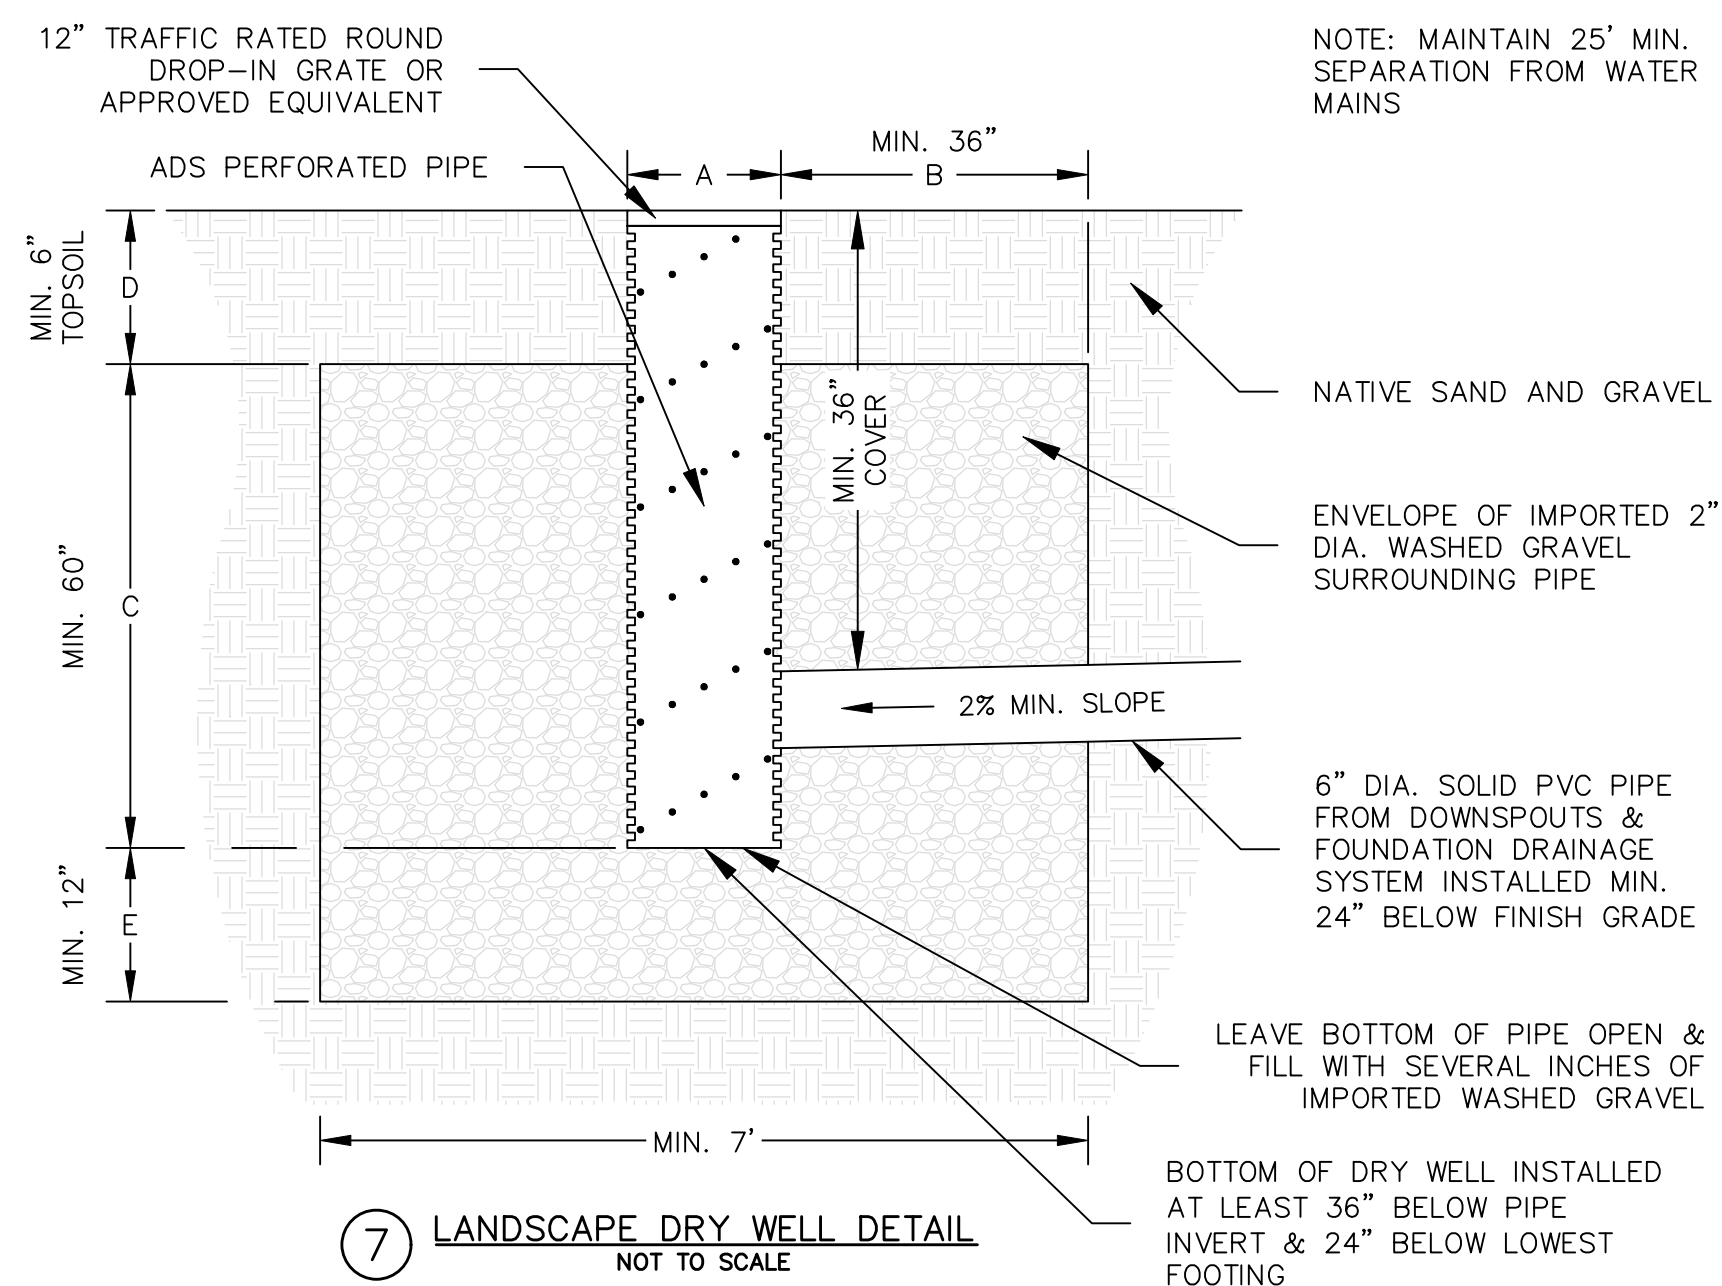 12” TRAFFIC RATED ROUND
DROP-IN GRATE OR
APPROVED EQUIVALENT
NOTE: MAINTAIN 25' MIN.
SEPARATION FROM WATER
MAINS
ADS PERFORATED PIPE
MIN. 36”
A
B
MIN. 6”
TOPSOIL
D
MIN. 36”
COVER
NATIVE SAND AND GRAVEL
ENVELOPE OF IMPORTED 2”
DIA. WASHED GRAVEL
SURROUNDING PIPE
MIN. 60”
C
2% MIN. SLOPE
6” DIA. SOLID PVC PIPE
FROM DOWNSPOUTS &
FOUNDATION DRAINAGE
SYSTEM INSTALLED MIN.
24” BELOW FINISH GRADE
MIN. 12”
E
LEAVE BOTTOM OF PIPE OPEN &
FILL WITH SEVERAL INCHES OF
IMPORTED WASHED GRAVEL
MIN. 7'
BOTTOM OF DRY WELL INSTALLED
AT LEAST 36” BELOW PIPE
INVERT & 24” BELOW LOWEST
FOOTING
7
LANDSCAPE DRY WELL DETAIL
NOT TO SCALE